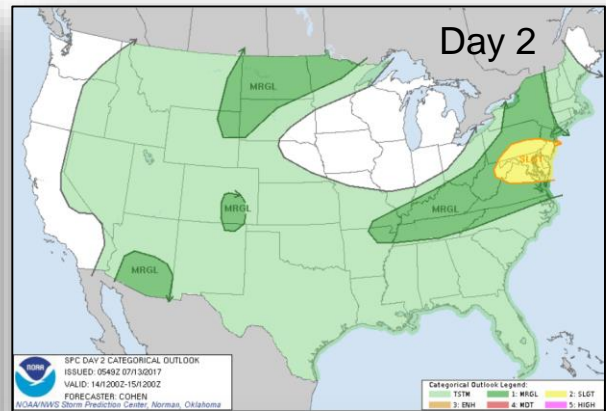 Day 2
MRGL
SLGT
MRGL
MRGL
MRGL
NOAA
SPC DAY 2 CATEGORICAL OUTLOOK
ISSUED: 0549Z 07/13/2017
VALID: 14/1200Z-15/1200Z
FORECASTER: COHEN
NOAA/NWS Storm Prediction Center, Norman, Oklahoma
Categorical Outlook Legend:
TSTM 1: MRGL 2: SLGT
3: ENH 4: MDT 5: HIGH